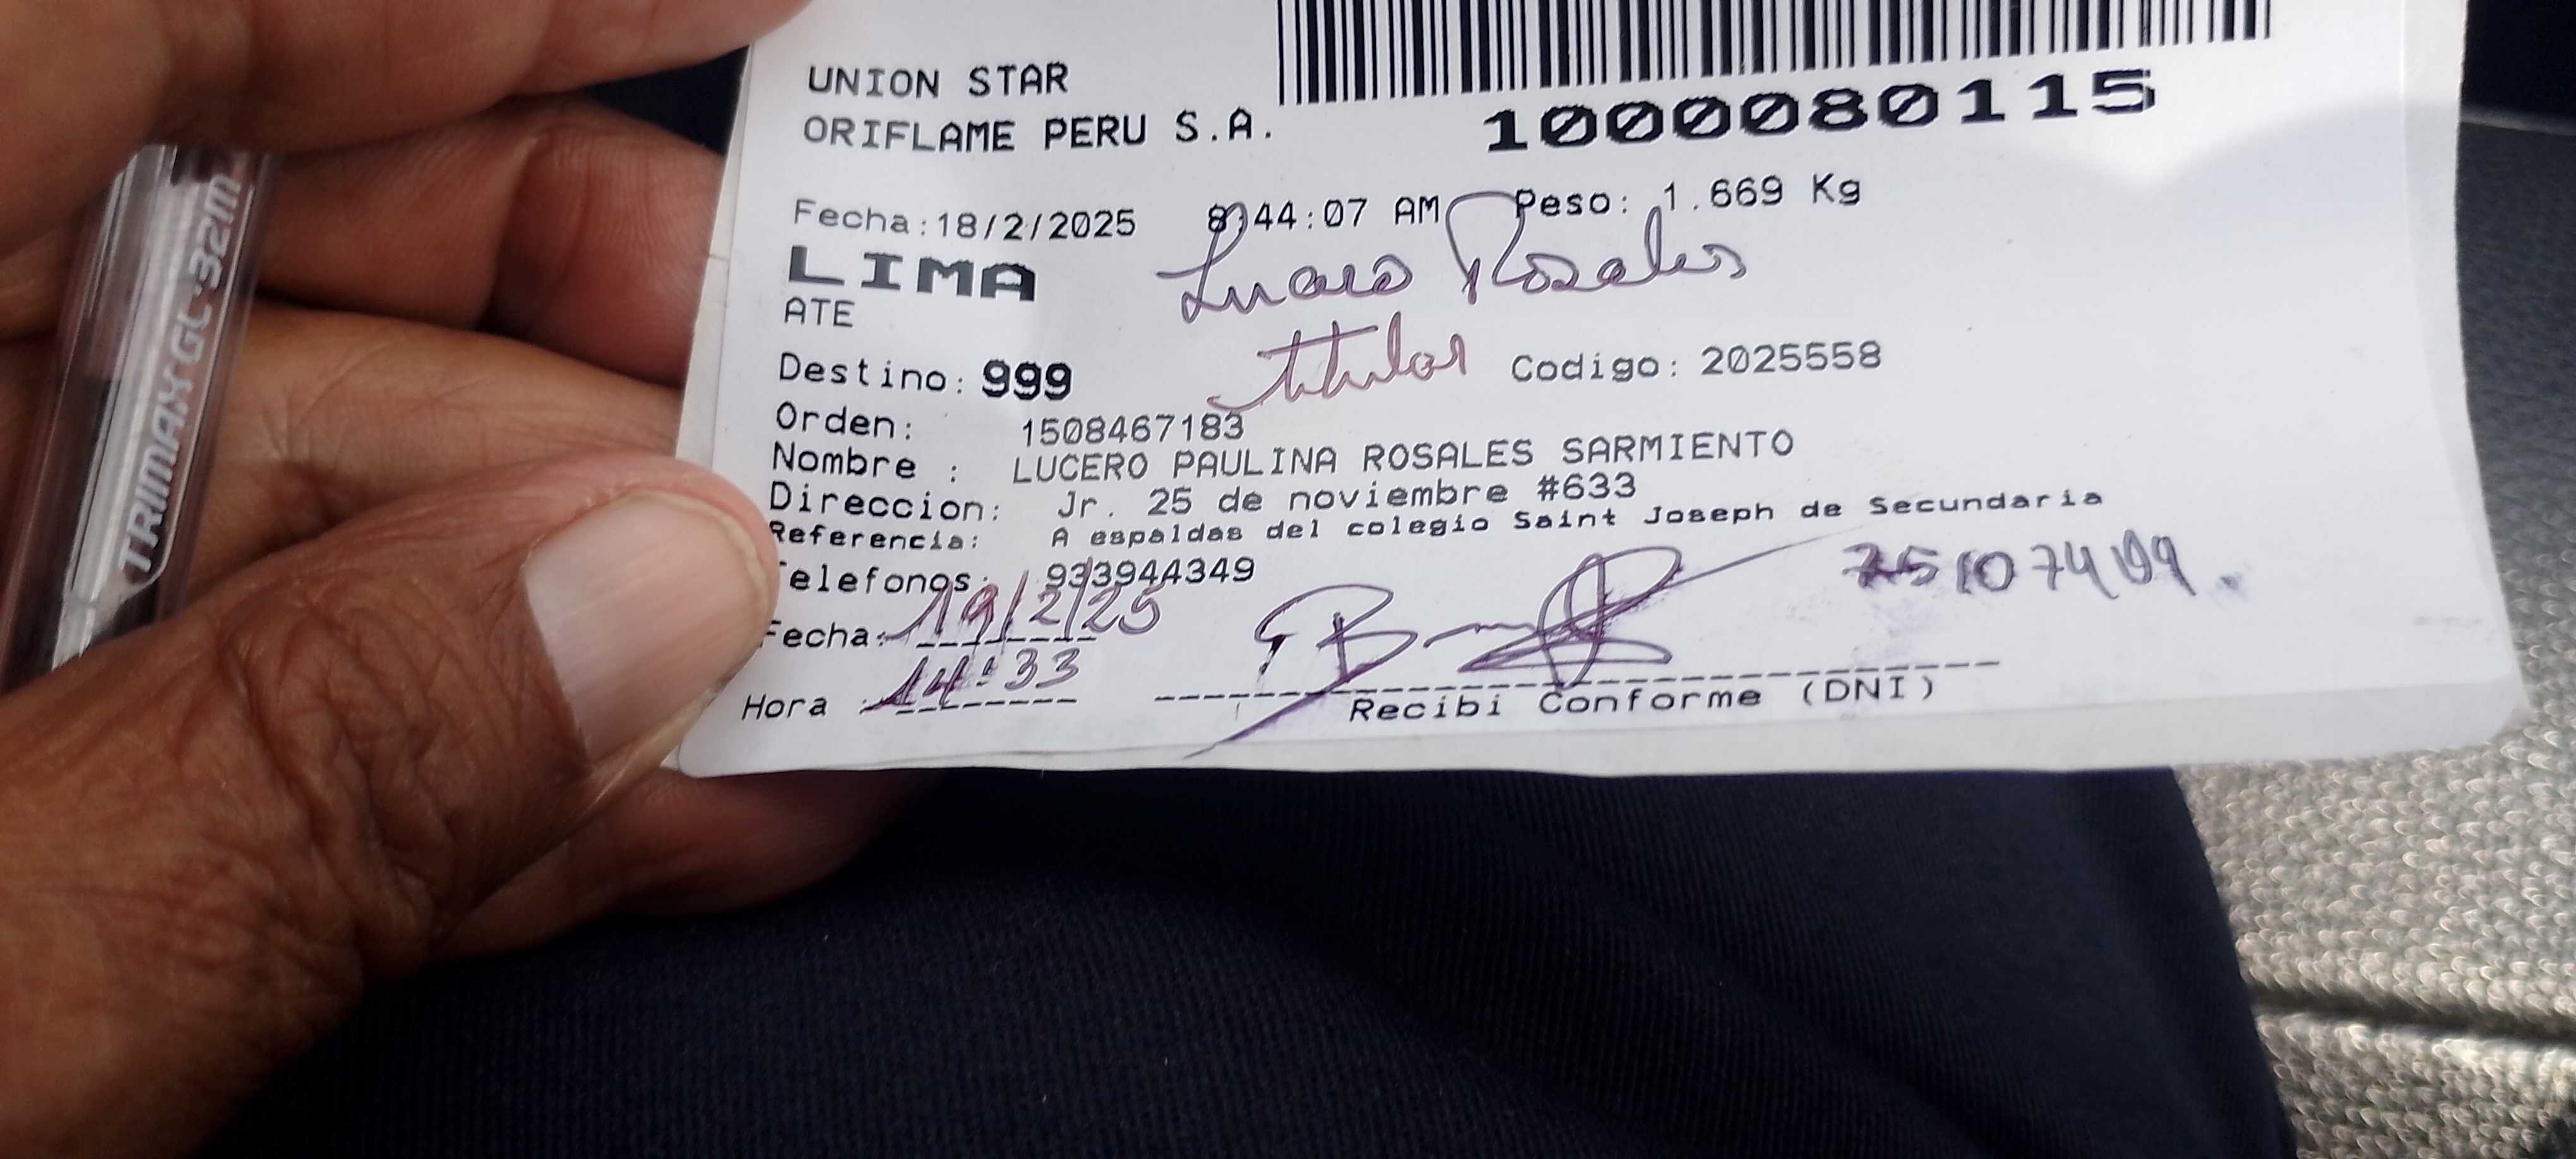 UNION STAR
ORIFLAME PERU S.A.
1000080115
Fecha:18/2/2025 8:44:07 AM Peso: 1.669 Kg
LIMA
Rosales
ATE
titular
Destino: 999 Codigo: 2025558
Orden: 1508467183
Nombre : LUCERO PAULINA ROSALES SARMIENTO
Direccion: Jr. 25 de noviembre #633
Referencia: A espaldas del colegio Saint Joseph de Secundaria
Telefonos: 933944349
Fecha: 19/2/25
Hora : 14:33
Recibi Conforme (DNI)
TRIMAX GL-32m